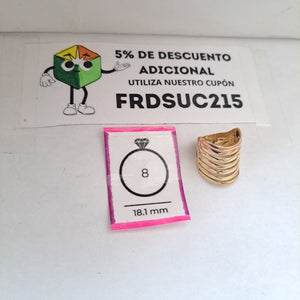 5% DE DESCUENTO
ADICIONAL
UTILIZA NUESTRO CUPÓN
FRDSUC215
8
18.1 mm